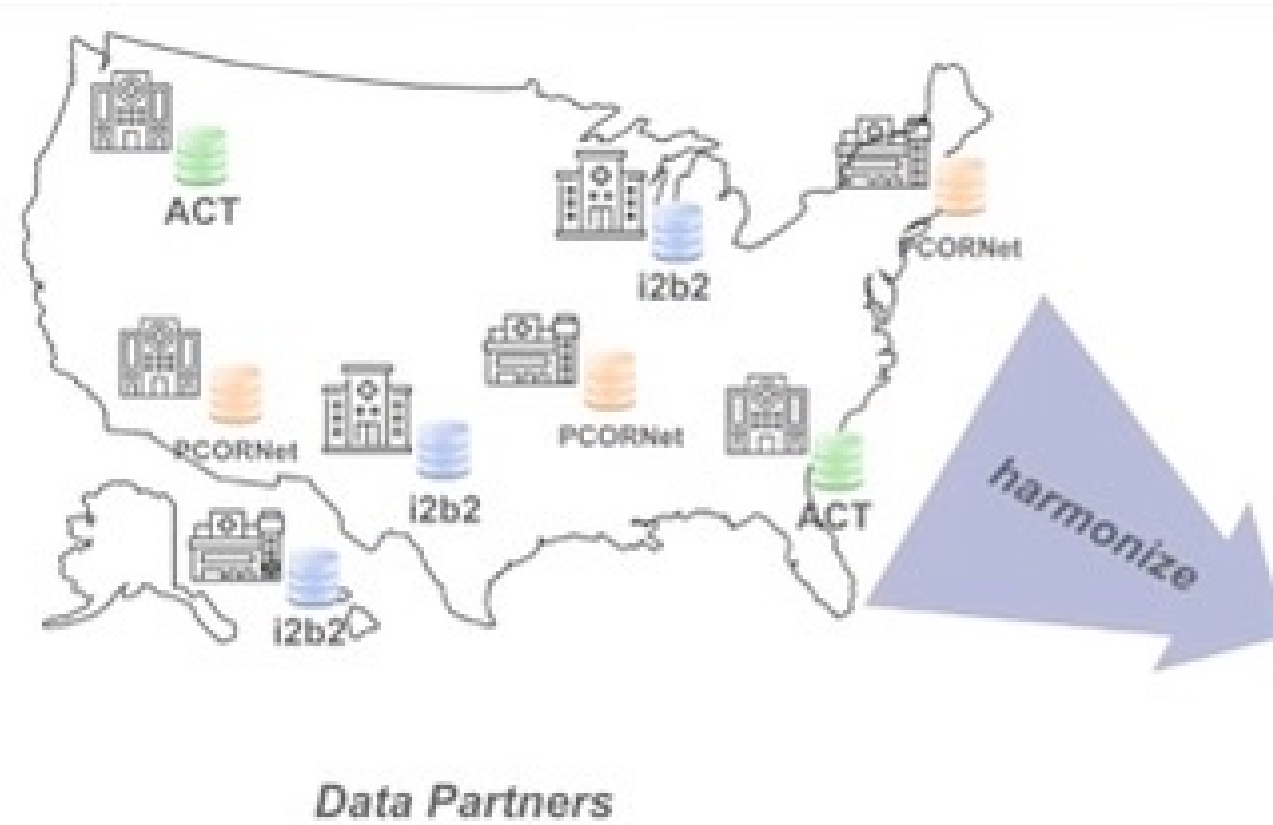 ACT
PCORNet
i2b2
PCORNet
i2b2
PCORNet
ACT
i2b2
harmonize
Data Partners